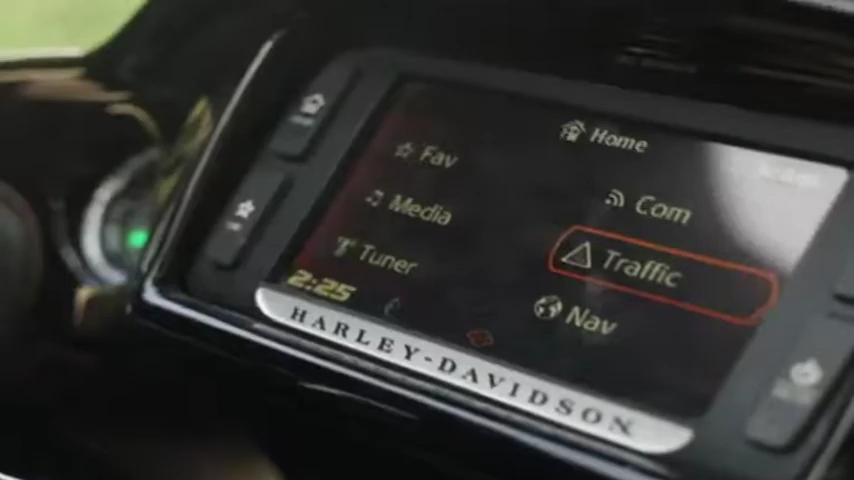 Home
Fav
Com
Media
Traffic
Tuner
Nav
2:25
HARLEY-DAVIDSON